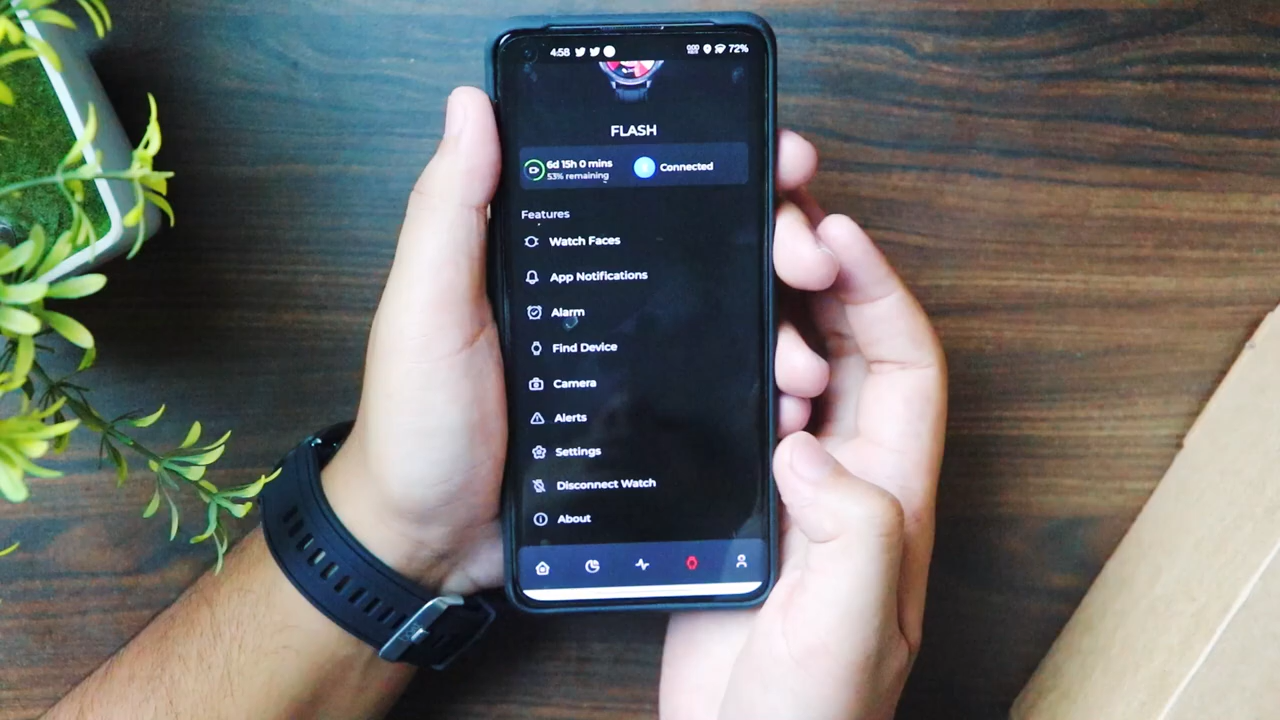 4:58 72%
FLASH
6d 15h 0 mins
53% remaining
Connected
Features
Watch Faces
App Notifications
Alarm
Find Device
Camera
Alerts
Settings
Disconnect Watch
About